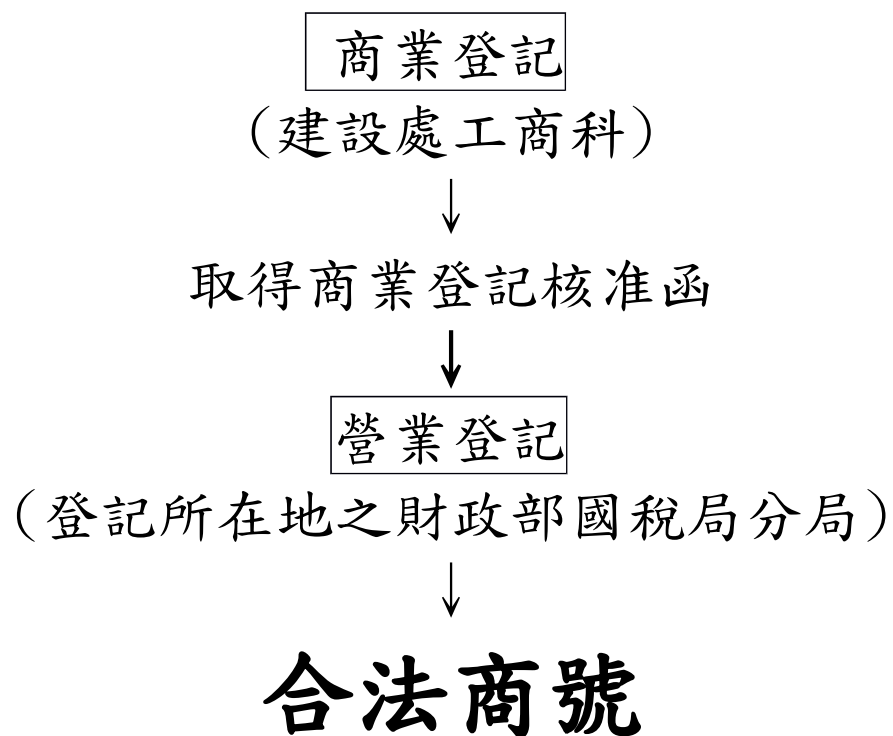 商業登記
（建設處工商科）
↓
取得商業登記核准函
↓
營業登記
（登記所在地之財政部國稅局分局）
↓
合法商號